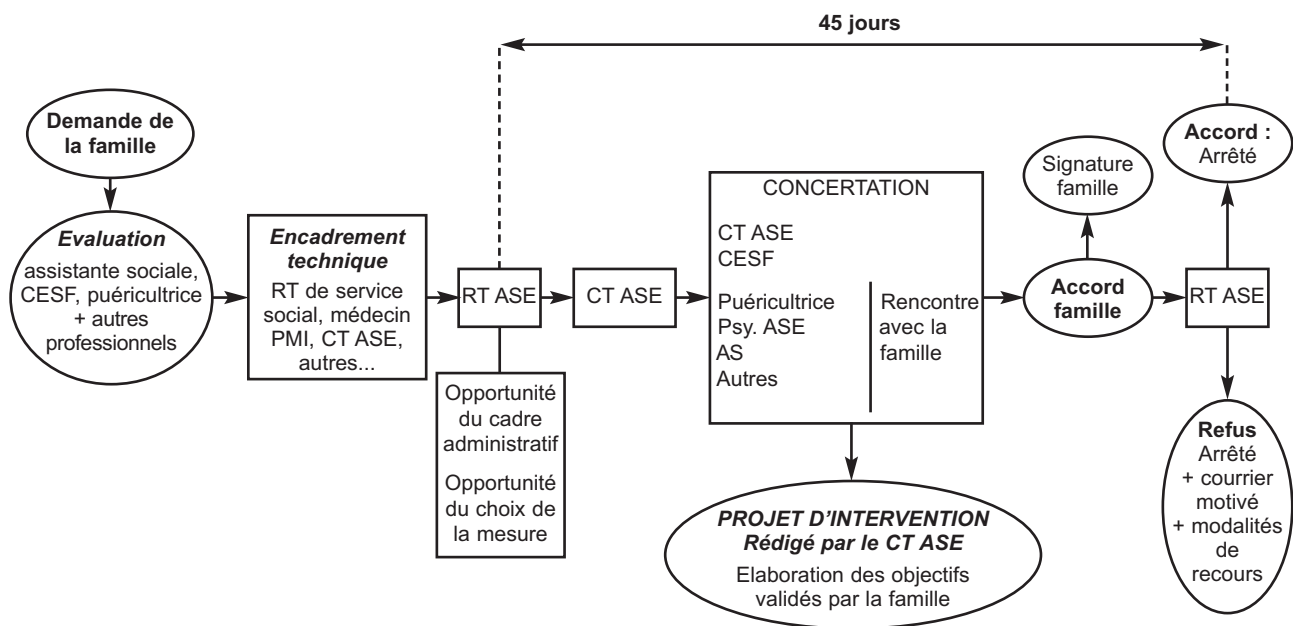 45 jours
Demande de
la famille
Evaluation
assistante sociale,
CESF, puéricultrice
+ autres
professionnels
Encadrement
technique
RT de service
social, médecin
PMI, CT ASE,
autres...
RT ASE
Opportunité
du cadre
administratif
Opportunité
du choix de
la mesure
CT ASE
CONCERTATION
CT ASE
CESF
Puéricultrice
Psy. ASE
AS
Autres
Rencontre
avec la
famille
PROJET D'INTERVENTION
Rédigé par le CT ASE
Elaboration des objectifs
validés par la famille
Signature
famille
Accord
famille
RT ASE
Accord :
Arrêté
Refus
Arrêté
+ courrier
motivé
+ modalités
de
recours